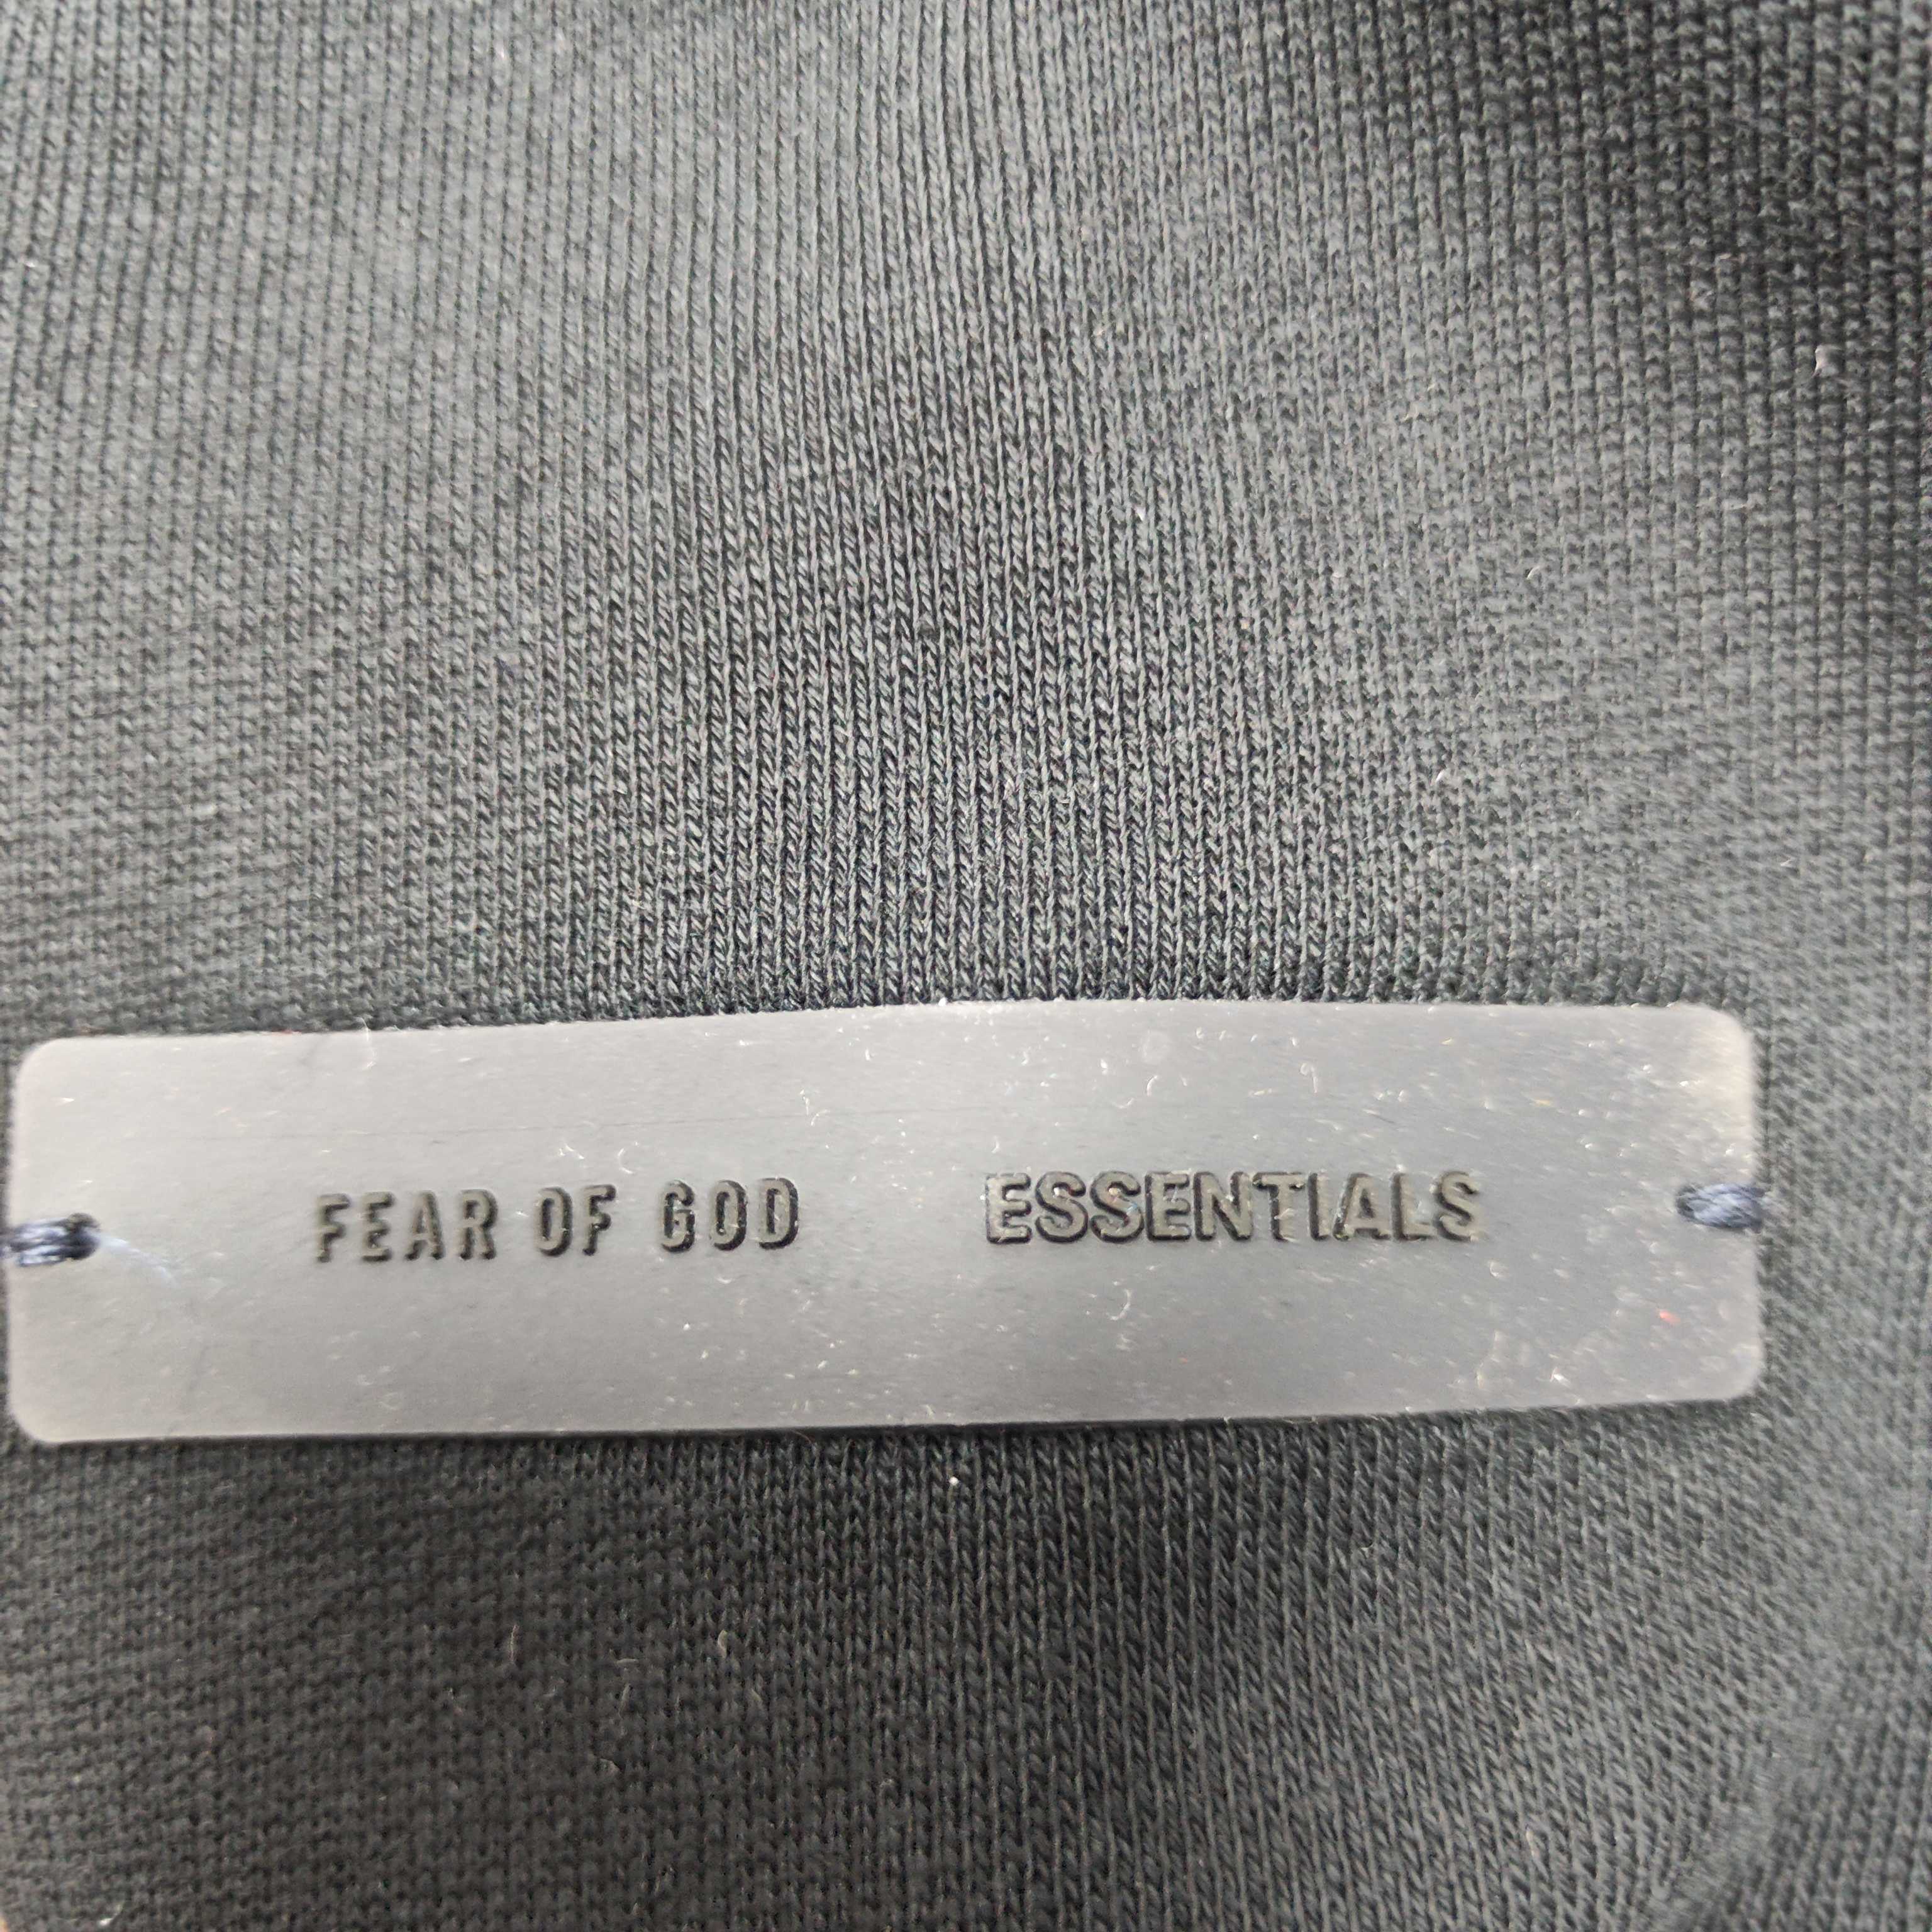 FEAR OF GOD ESSENTIALS